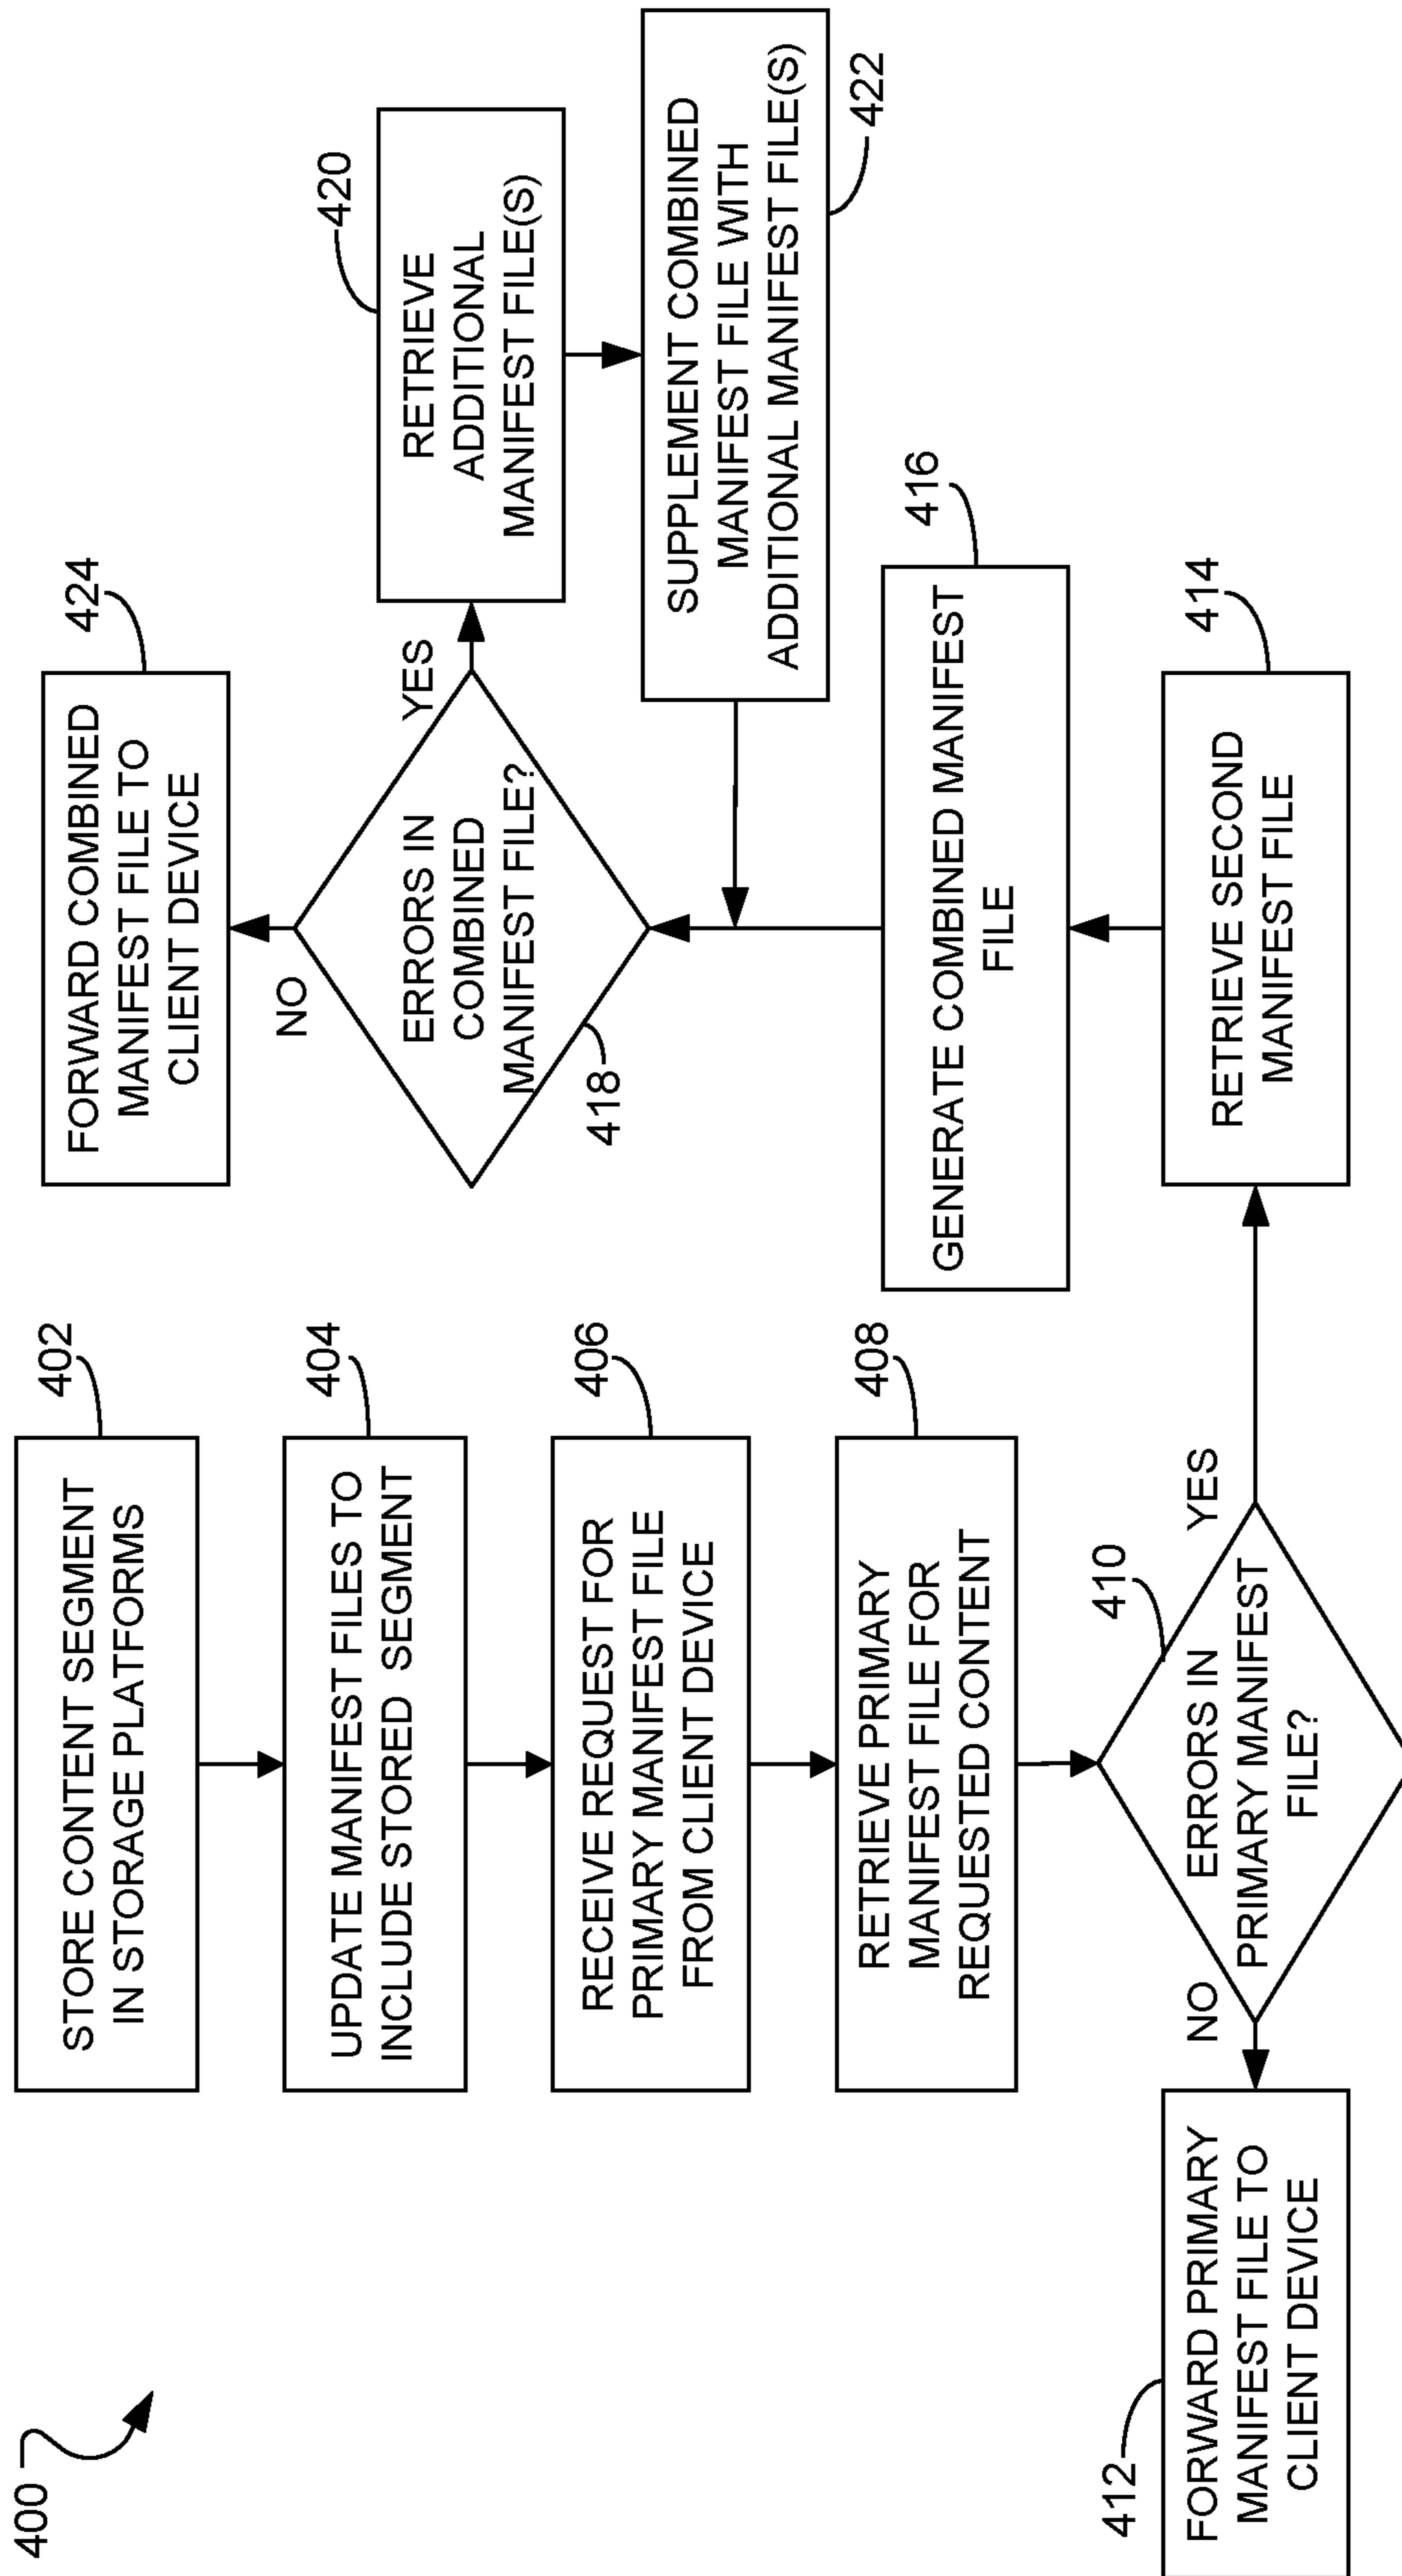 400
402
STORE CONTENT SEGMENT
IN STORAGE PLATFORMS
404
UPDATE MANIFEST FILES TO
INCLUDE STORED SEGMENT
406
RECEIVE REQUEST FOR
PRIMARY MANIFEST FILE
FROM CLIENT DEVICE
408
RETRIEVE PRIMARY
MANIFEST FILE FOR
REQUESTED CONTENT
410
ERRORS IN
PRIMARY MANIFEST
FILE?
NO
YES
412
FORWARD PRIMARY
MANIFEST FILE TO
CLIENT DEVICE
414
RETRIEVE SECOND
MANIFEST FILE
416
GENERATE COMBINED MANIFEST
FILE
418
ERRORS IN
COMBINED
MANIFEST FILE?
NO
YES
420
RETRIEVE
ADDITIONAL
MANIFEST FILE(S)
422
SUPPLEMENT COMBINED
MANIFEST FILE WITH
ADDITIONAL MANIFEST FILE(S)
424
FORWARD COMBINED
MANIFEST FILE TO
CLIENT DEVICE